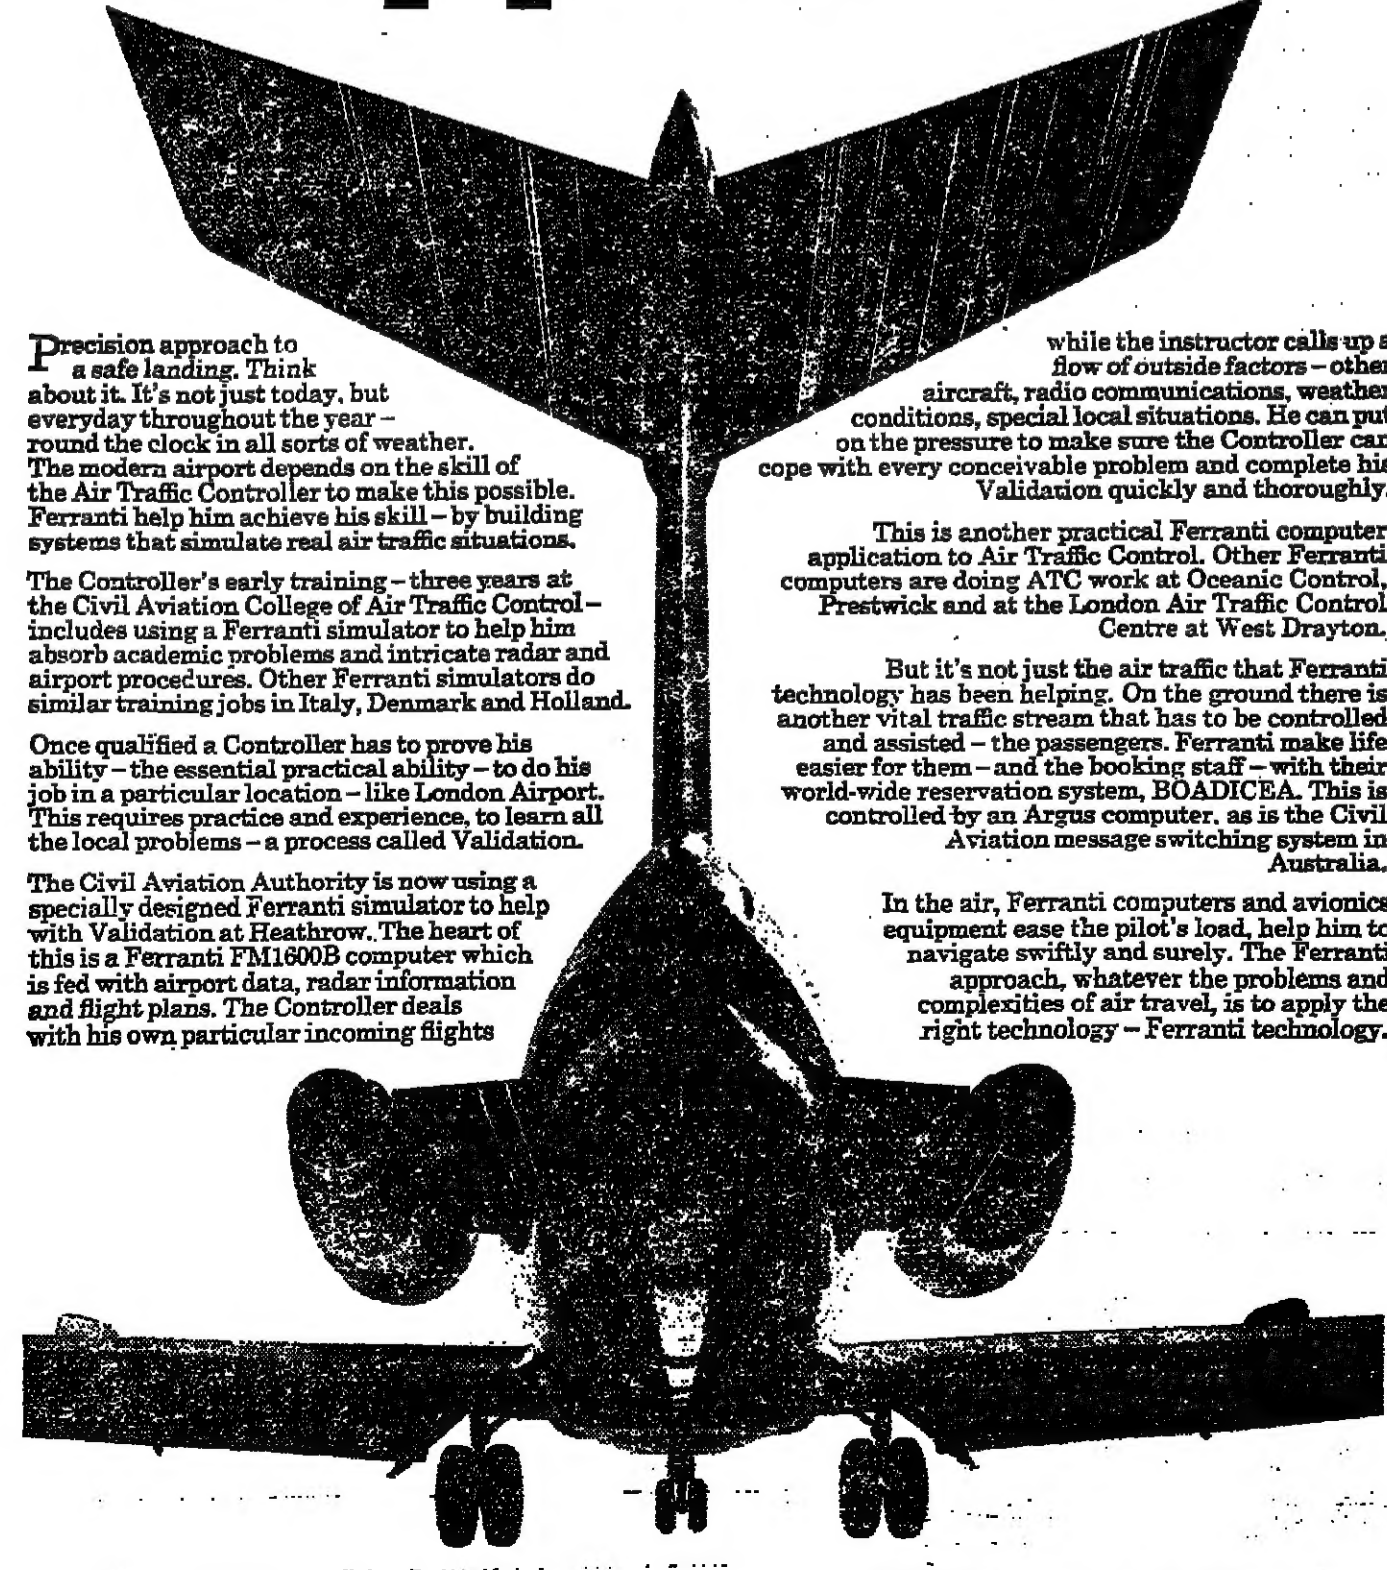 Precision approach to
a safe landing. Think
about it. It's not just today, but
everyday throughout the year –
round the clock in all sorts of weather.
The modern airport depends on the skill of
the Air Traffic Controller to make this possible.
Ferranti help him achieve his skill – by building
systems that simulate real air traffic situations.
The Controller's early training – three years at
the Civil Aviation College of Air Traffic Control –
includes using a Ferranti simulator to help him
absorb academic problems and intricate radar and
airport procedures. Other Ferranti simulators do
similar training jobs in Italy, Denmark and Holland.
Once qualified a Controller has to prove his
ability – the essential practical ability – to do his
job in a particular location – like London Airport.
This requires practice and experience, to learn all
the local problems – a process called Validation.
The Civil Aviation Authority is now using a
specially designed Ferranti simulator to help
with Validation at Heathrow. The heart of
this is a Ferranti FM1600B computer which
is fed with airport data, radar information
and flight plans. The Controller deals
with his own particular incoming flights
while the instructor calls up a
flow of outside factors – other
aircraft, radio communications, weather
conditions, special local situations. He can put
on the pressure to make sure the Controller can
cope with every conceivable problem and complete his
Validation quickly and thoroughly.
This is another practical Ferranti computer
application to Air Traffic Control. Other Ferranti
computers are doing ATC work at Oceanic Control,
Prestwick and at the London Air Traffic Control
Centre at West Drayton.
But it's not just the air traffic that Ferranti
technology has been helping. On the ground there is
another vital traffic stream that has to be controlled
and assisted – the passengers. Ferranti make life
easier for them – and the booking staff – with their
world-wide reservation system, BOADICEA. This is
controlled by an Argus computer, as is the Civil
Aviation message switching system in
Australia.
In the air, Ferranti computers and avionics
equipment ease the pilot's load, help him to
navigate swiftly and surely. The Ferranti
approach, whatever the problems and
complexities of air travel, is to apply the
right technology – Ferranti technology.